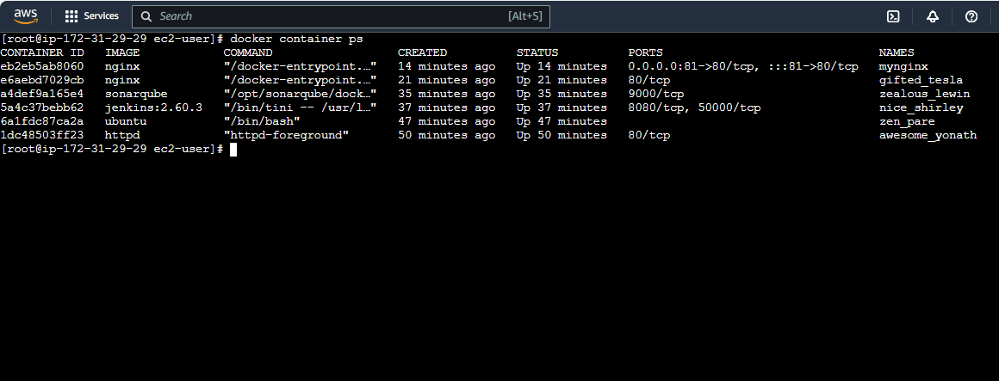 aws Services Search [Alt+S]
[root@ip-172-31-29-29 ec2-user]# docker container ps
CONTAINER ID IMAGE COMMAND CREATED STATUS PORTS NAMES
eb2eb5ab8060 nginx "/docker-entrypoint.…" 14 minutes ago Up 14 minutes 0.0.0.0:81->80/tcp, :::81->80/tcp mynginx
e6aebd7029cb nginx "/docker-entrypoint.…" 21 minutes ago Up 21 minutes 80/tcp gifted_tesla
a4def9a165e4 sonarqube "/opt/sonarqube/dock…" 35 minutes ago Up 35 minutes 9000/tcp zealous_lewin
5a4c37bebb62 jenkins:2.60.3 "/bin/tini -- /usr/l…" 37 minutes ago Up 37 minutes 8080/tcp, 50000/tcp nice_shirley
6a1fdc87ca2a ubuntu "/bin/bash" 47 minutes ago Up 47 minutes zen_pare
1dc48503ff23 httpd "httpd-foreground" 50 minutes ago Up 50 minutes 80/tcp awesome_yonath
[root@ip-172-31-29-29 ec2-user]#